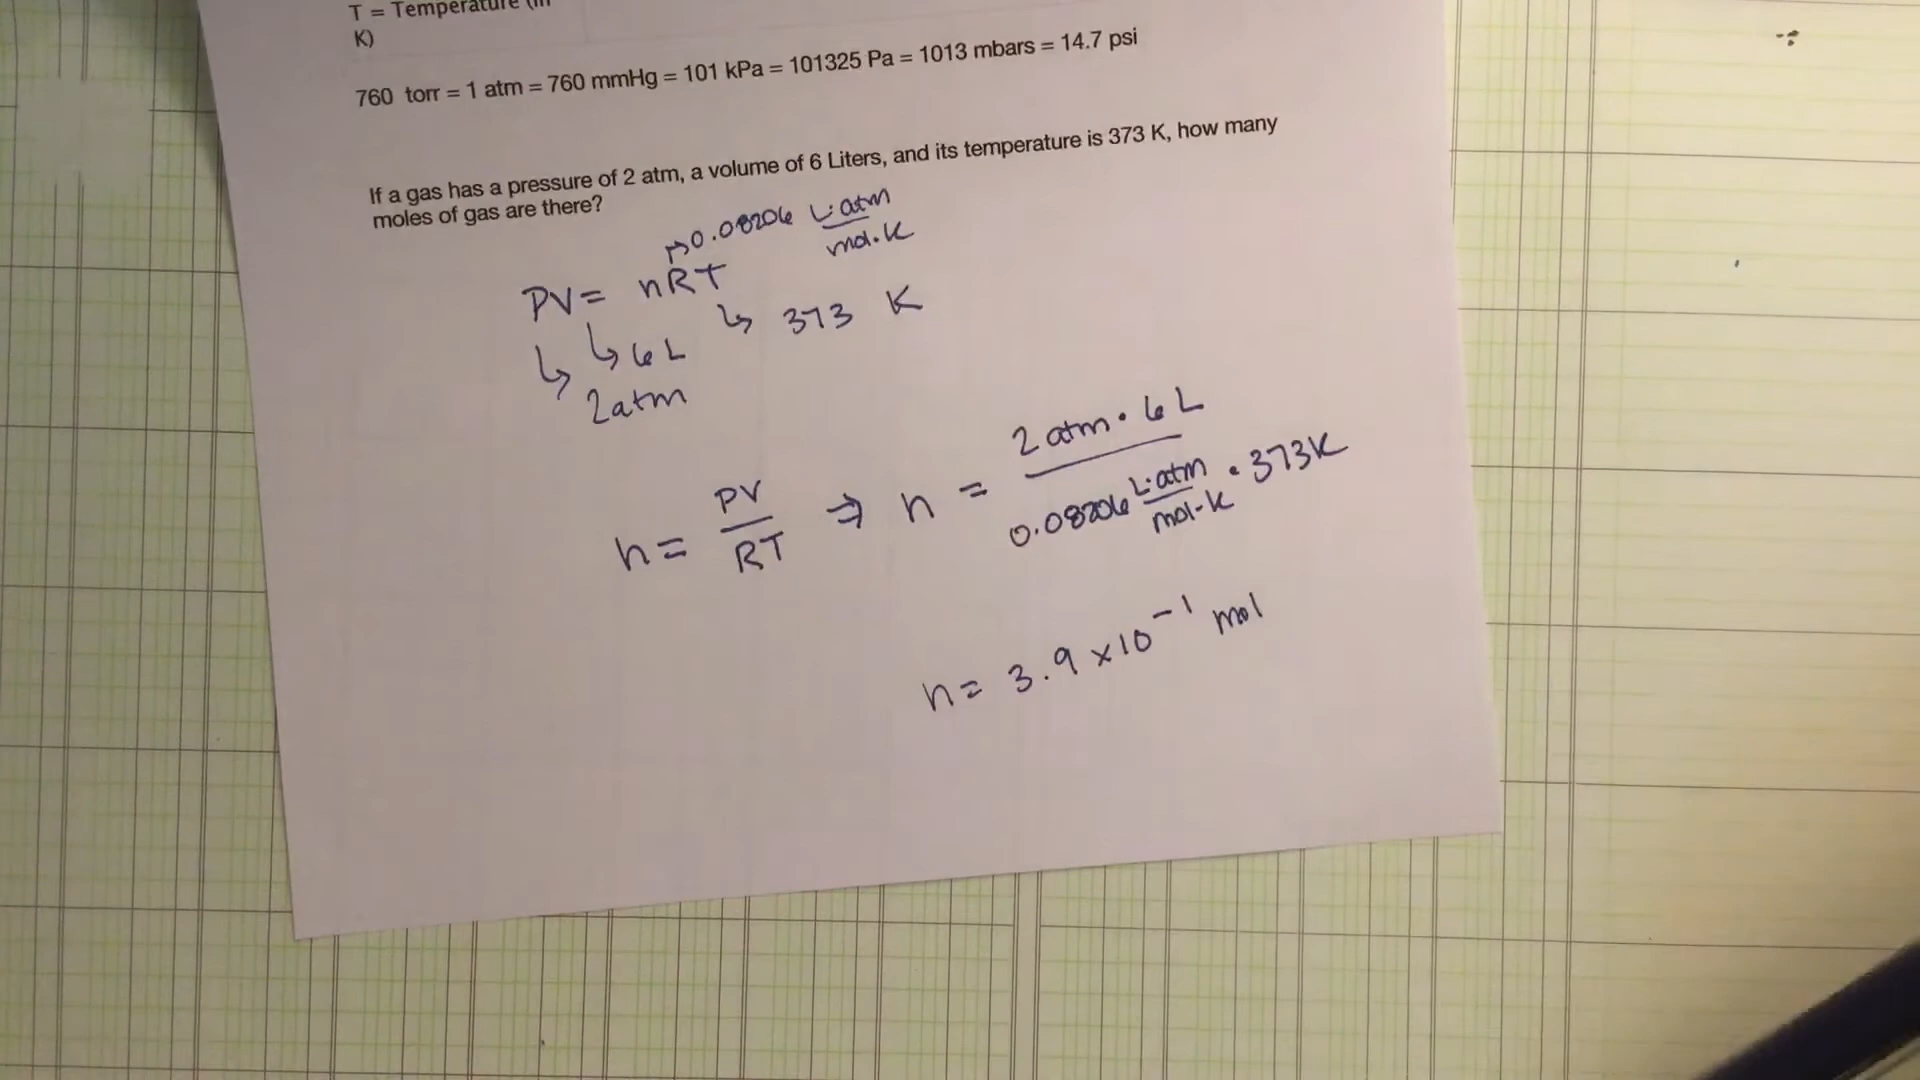 T = Temperature (in
K)
760 torr = 1 atm = 760 mmHg = 101 kPa = 101325 Pa = 1013 mbars = 14.7 psi
If a gas has a pressure of 2 atm, a volume of 6 Liters, and its temperature is 373 K, how many
moles of gas are there?
↳0.08206 L·atm/mol·K
PV = nRT
↳ 373 K
↳ 6 L
↳ 2 atm
n = PV/RT ⇒ n = 2 atm · 6 L / 0.08206 L·atm/mol·K · 373K
n = 3.9 × 10⁻¹ mol